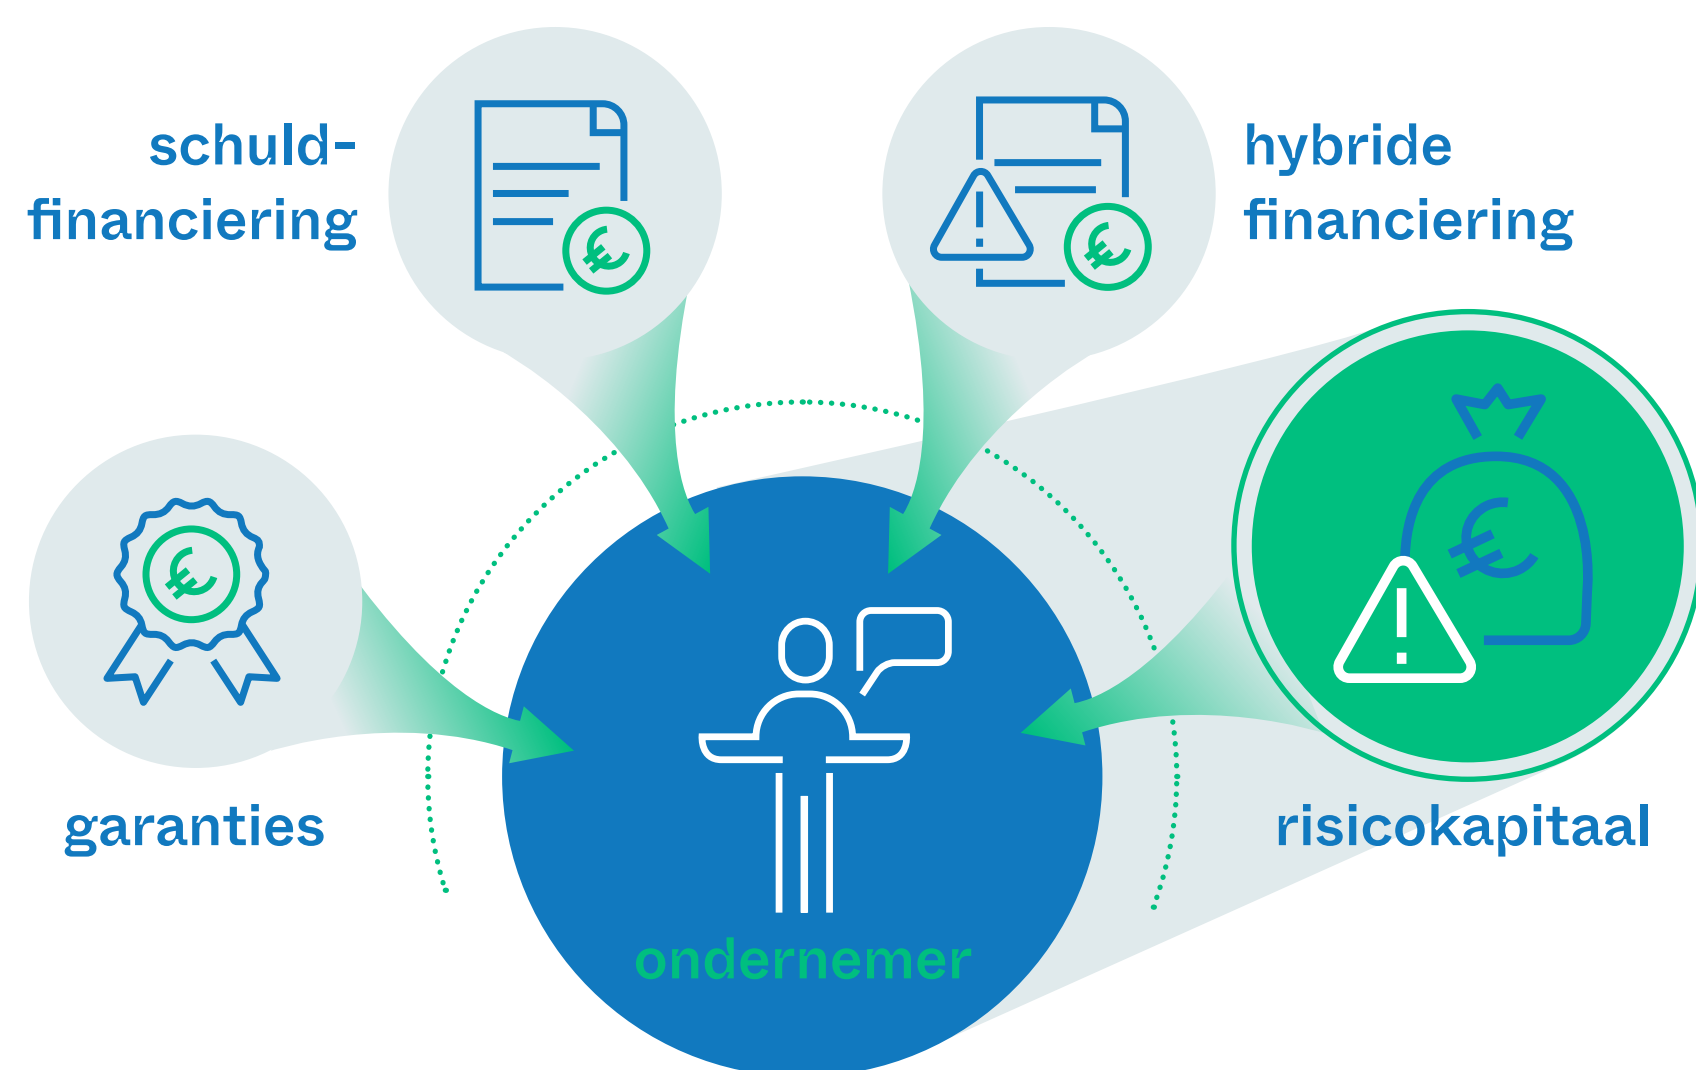 schuld-
financiering
hybride
financiering
garanties
risicokapitaal
ondernemer